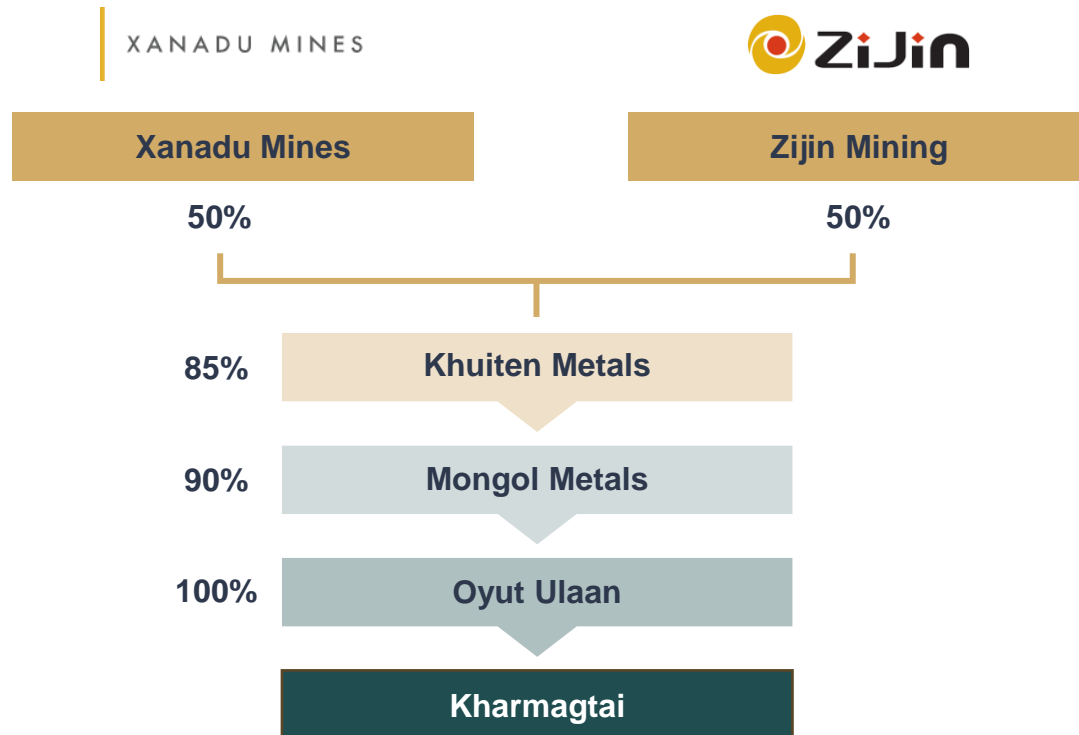 XANADU MINES
ZiJin
Xanadu Mines
Zijin Mining
50%
50%
85%
Khuiten Metals
90%
Mongol Metals
100%
Oyut Ulaan
Kharmagtai